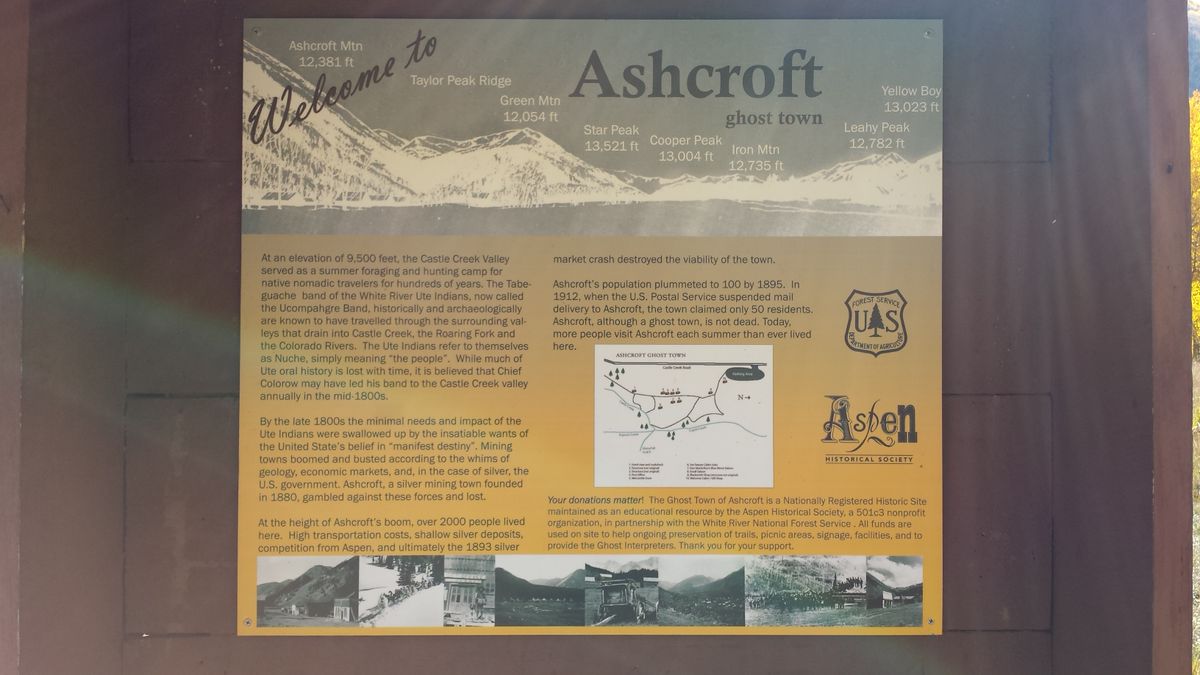 Welcome to
Ashcroft
ghost town
Ashcroft Mtn
12,381 ft
Taylor Peak Ridge
Green Mtn
12,054 ft
Star Peak
13,521 ft
Cooper Peak
13,004 ft
Iron Mtn
12,735 ft
Leahy Peak
12,782 ft
Yellow Boy
13,023 ft
At an elevation of 9,500 feet, the Castle Creek Valley
served as a summer foraging and hunting camp for
native nomadic travelers for hundreds of years. The Tabe-
guache band of the White River Ute Indians, now called
the Ucompahgre Band, historically and archaeologically
are known to have travelled through the surrounding val-
leys that drain into Castle Creek, the Roaring Fork and
the Colorado Rivers. The Ute Indians refer to themselves
as Nuche, simply meaning “the people”. While much of
Ute oral history is lost with time, it is believed that Chief
Colorow may have led his band to the Castle Creek valley
annually in the mid-1800s.
By the late 1800s the minimal needs and impact of the
Ute Indians were swallowed up by the insatiable wants of
the United State’s belief in “manifest destiny”. Mining
towns boomed and busted according to the whims of
geology, economic markets, and, in the case of silver, the
U.S. government. Ashcroft, a silver mining town founded
in 1880, gambled against these forces and lost.
At the height of Ashcroft’s boom, over 2000 people lived
here. High transportation costs, shallow silver deposits,
competition from Aspen, and ultimately the 1893 silver
market crash destroyed the viability of the town.
Ashcroft’s population plummeted to 100 by 1895. In
1912, when the U.S. Postal Service suspended mail
delivery to Ashcroft, the town claimed only 50 residents.
Ashcroft, although a ghost town, is not dead. Today,
more people visit Ashcroft each summer than ever lived
here.
ASHCROFT GHOST TOWN
Castle Creek Road
Parking Area
N
FOREST SERVICE
U S
DEPARTMENT OF AGRICULTURE
Aspen
HISTORICAL SOCIETY
Your donations matter! The Ghost Town of Ashcroft is a Nationally Registered Historic Site
maintained as an educational resource by the Aspen Historical Society, a 501c3 nonprofit
organization, in partnership with the White River National Forest Service . All funds are
used on site to help ongoing preservation of trails, picnic areas, signage, facilities, and to
provide the Ghost Interpreters. Thank you for your support.